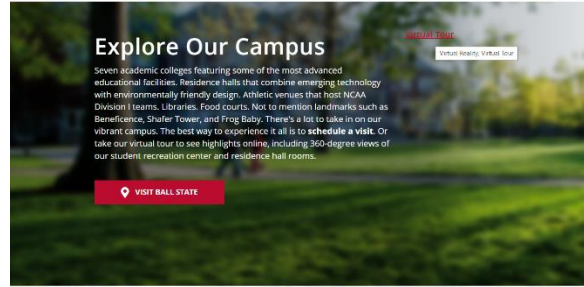 Explore Our Campus
Virtual Tour
Virtual Reality, Virtual Tour
Seven academic colleges featuring some of the most advanced
educational facilities. Residence halls that combine emerging technology
with environmentally friendly design. Athletic venues that host NCAA
Division I teams. Libraries. Food courts. Not to mention landmarks such as
Beneficence, Shafer Tower, and Frog Baby. There's a lot to take in on our
vibrant campus. The best way to experience it all is to schedule a visit. Or
take our virtual tour to see highlights online, including 360-degree views of
our student recreation center and residence hall rooms.
VISIT BALL STATE